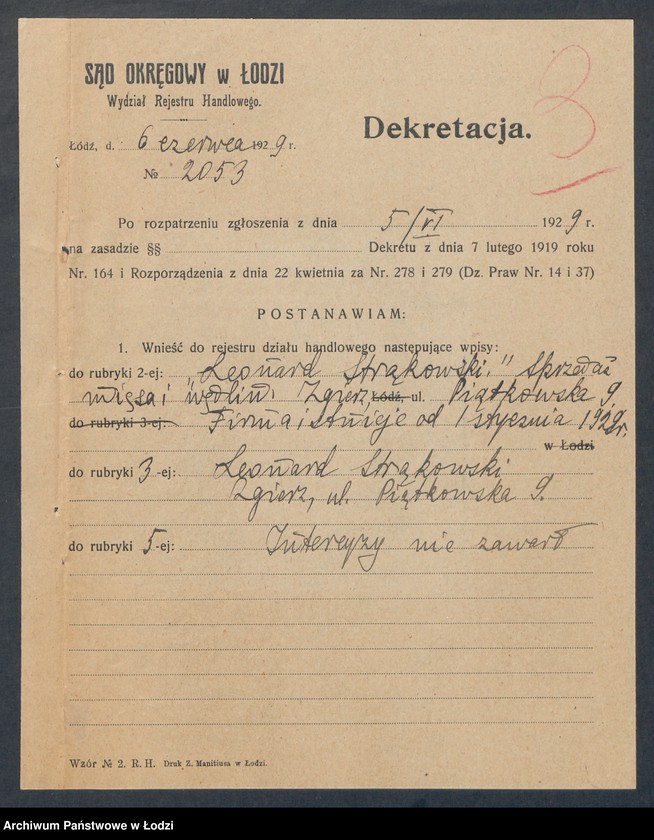 SĄD OKRĘGOWY w ŁODZI
Wydział Rejestru Handlowego.
3
Dekretacja.
Łódź, d. 6 czerwca 1929 r.
№ 2053
Po rozpatrzeniu zgłoszenia z dnia 5/VI 1929 r.
na zasadzie §§ Dekretu z dnia 7 lutego 1919 roku
Nr. 164 i Rozporządzenia z dnia 22 kwietnia za Nr. 278 i 279 (Dz. Praw Nr. 14 i 37)
POSTANAWIAM:
1. Wnieść do rejestru działu handlowego następujące wpisy:
do rubryki 2-ej: „Leonard Strąkowski," sprzedaż
mięsa i wędlin. Zgierz, Łódź, ul. Piątkowska 9.
do rubryki 3-ej: Firma istnieje od 1 stycznia 1929 r.
w Łodzi
do rubryki 3-ej: Leonard Strąkowski
Zgierz, ul. Piątkowska 9.
do rubryki 5-ej: Intercyzy nie zawarł
Wzór № 2. R. H. Druk Z. Manitiusa w Łodzi.
Archiwum Państwowe w Łodzi